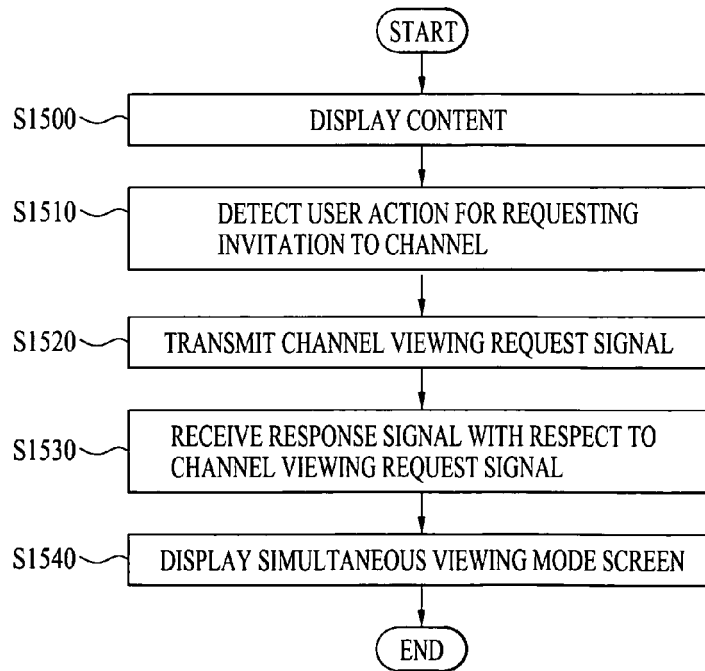 START
S1500
DISPLAY CONTENT
S1510
DETECT USER ACTION FOR REQUESTING
INVITATION TO CHANNEL
S1520
TRANSMIT CHANNEL VIEWING REQUEST SIGNAL
S1530
RECEIVE RESPONSE SIGNAL WITH RESPECT TO
CHANNEL VIEWING REQUEST SIGNAL
S1540
DISPLAY SIMULTANEOUS VIEWING MODE SCREEN
END